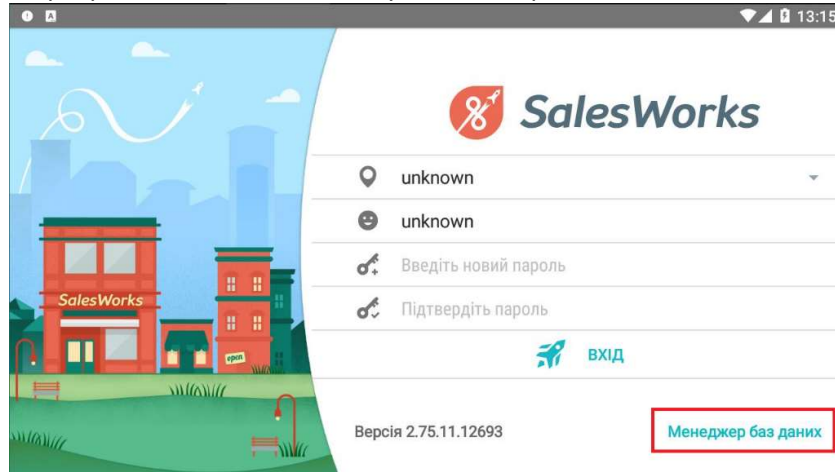 13:15
SalesWorks
unknown
unknown
Введіть новий пароль
Підтвердіть пароль
ВХІД
SalesWorks
open
Версія 2.75.11.12693
Менеджер баз даних